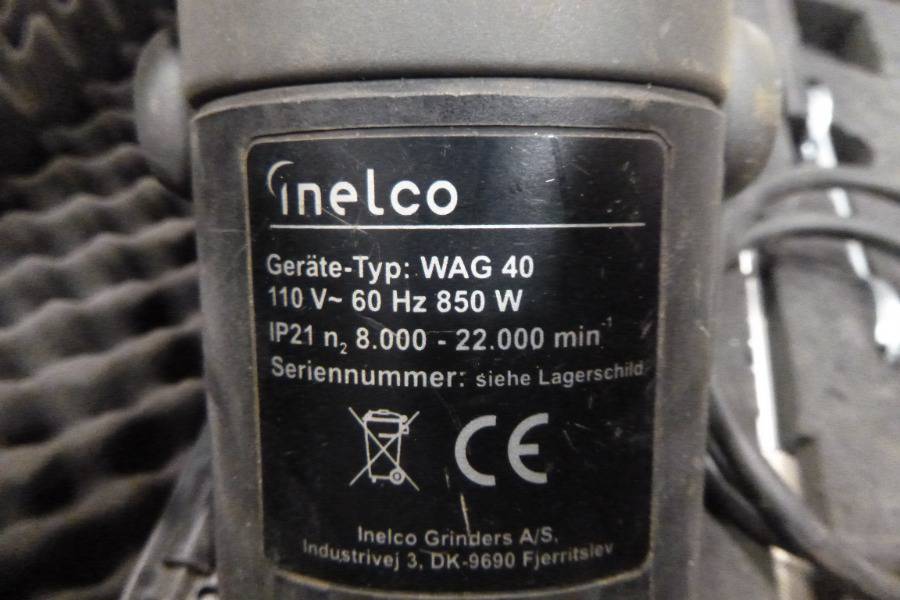 inelco
Geräte-Typ: WAG 40
110 V~ 60 Hz 850 W
IP21 n₂ 8.000 - 22.000 min⁻¹
Seriennummer: siehe Lagerschild
CE
Inelco Grinders A/S.
Industrivej 3, DK-9690 Fjerritslev